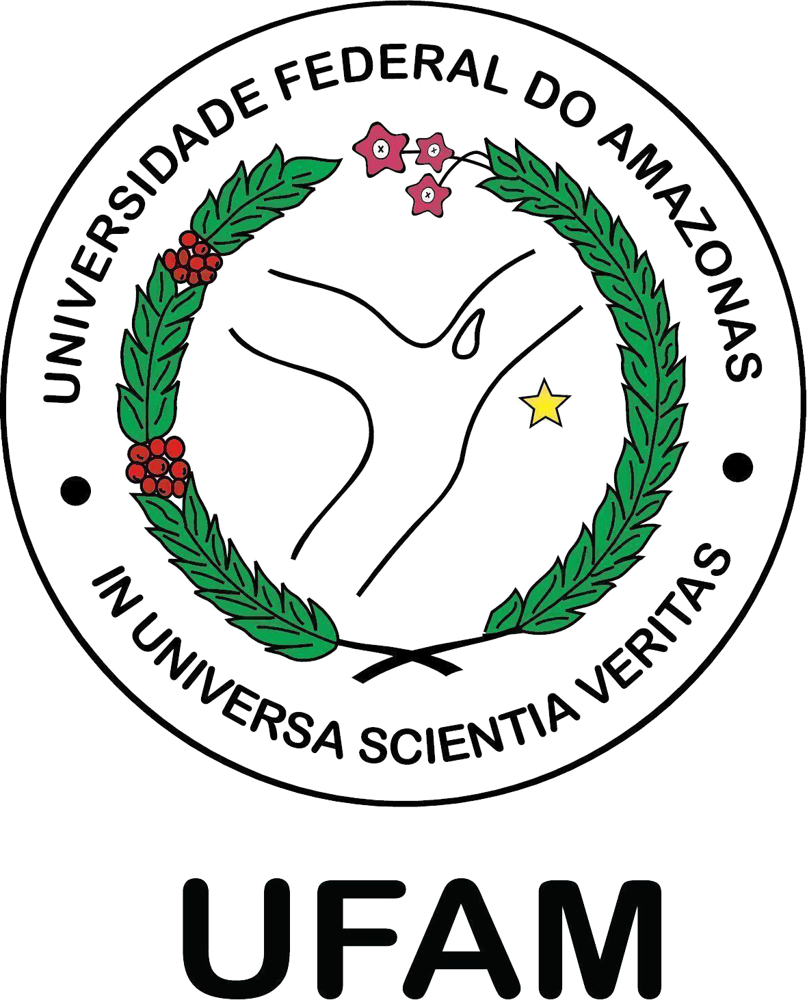 UNIVERSIDADE FEDERAL DO AMAZONAS
IN UNIVERSA SCIENTIA VERITAS
UFAM